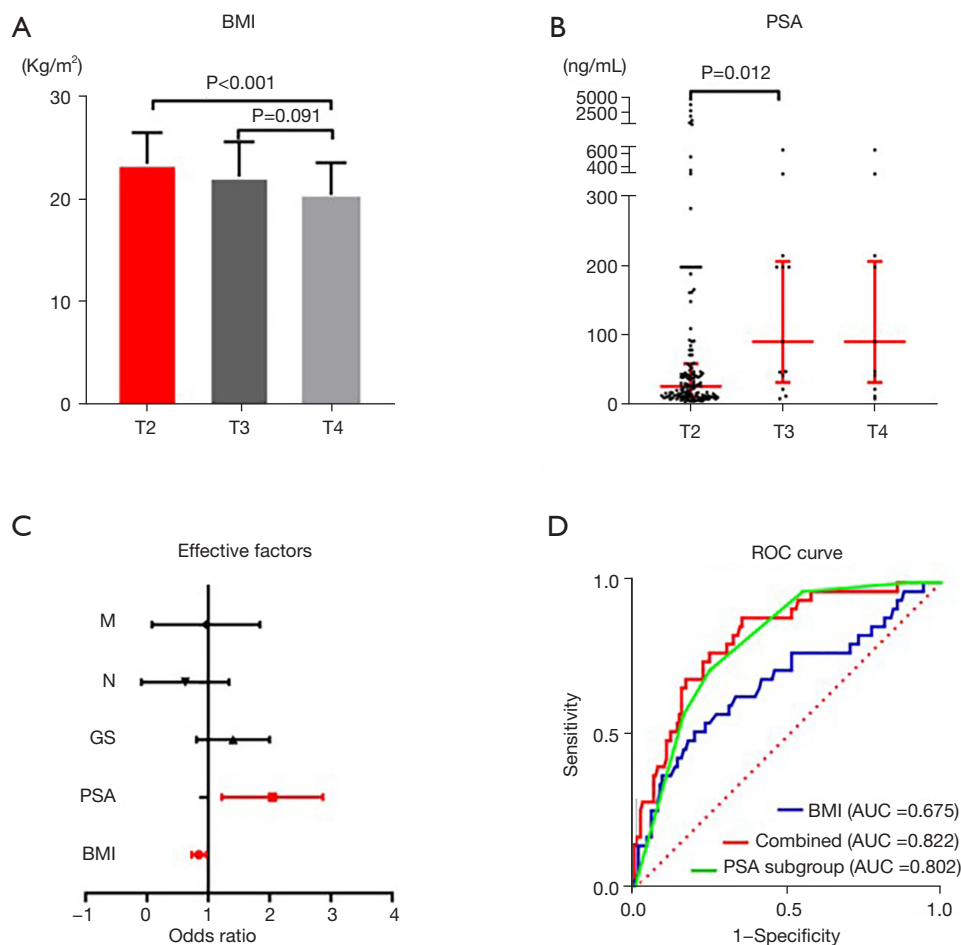 A
BMI
(Kg/m²)
P<0.001
P=0.091
30
20
10
0
T2
T3
T4
B
PSA
(ng/mL)
P=0.012
5000
2500
600
400
300
200
100
0
T2
T3
T4
C
Effective factors
M
N
GS
PSA
BMI
−1
0
1
2
3
4
Odds ratio
D
ROC curve
1.0
0.5
0.0
Sensitivity
BMI (AUC =0.675)
Combined (AUC =0.822)
PSA subgroup (AUC =0.802)
0.0
0.5
1.0
1−Specificity